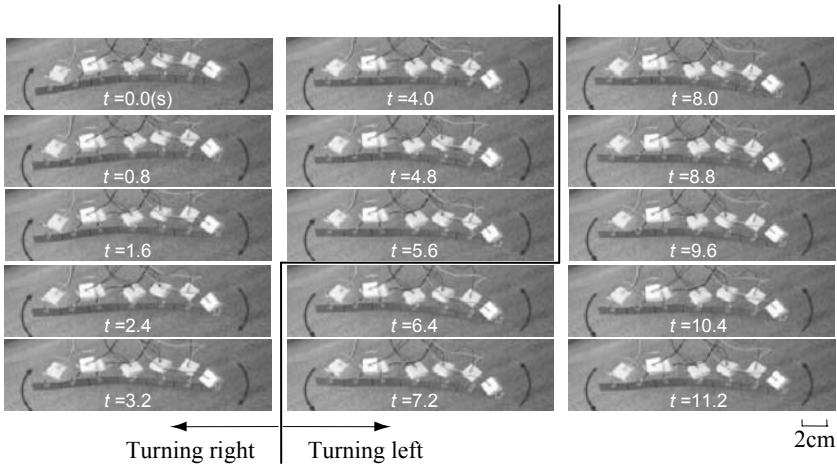 t =0.0(s)
t =0.8
t =1.6
t =2.4
t =3.2
t =4.0
t =4.8
t =5.6
t =6.4
t =7.2
t =8.0
t =8.8
t =9.6
t =10.4
t =11.2
Turning right
Turning left
2cm